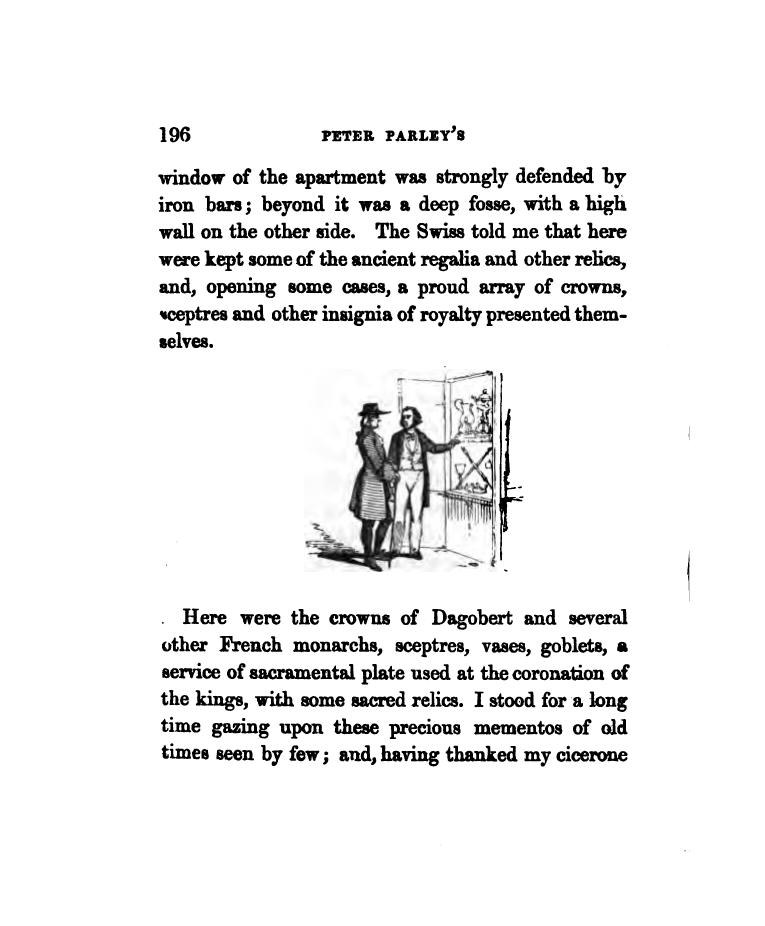 196 PETER PARLEY'S
window of the apartment was strongly defended by
iron bars; beyond it was a deep fosse, with a high
wall on the other side. The Swiss told me that here
were kept some of the ancient regalia and other relics,
and, opening some cases, a proud array of crowns,
sceptres and other insignia of royalty presented them-
selves.
Here were the crowns of Dagobert and several
other French monarchs, sceptres, vases, goblets, a
service of sacramental plate used at the coronation of
the kings, with some sacred relics. I stood for a long
time gazing upon these precious mementos of old
times seen by few; and, having thanked my cicerone